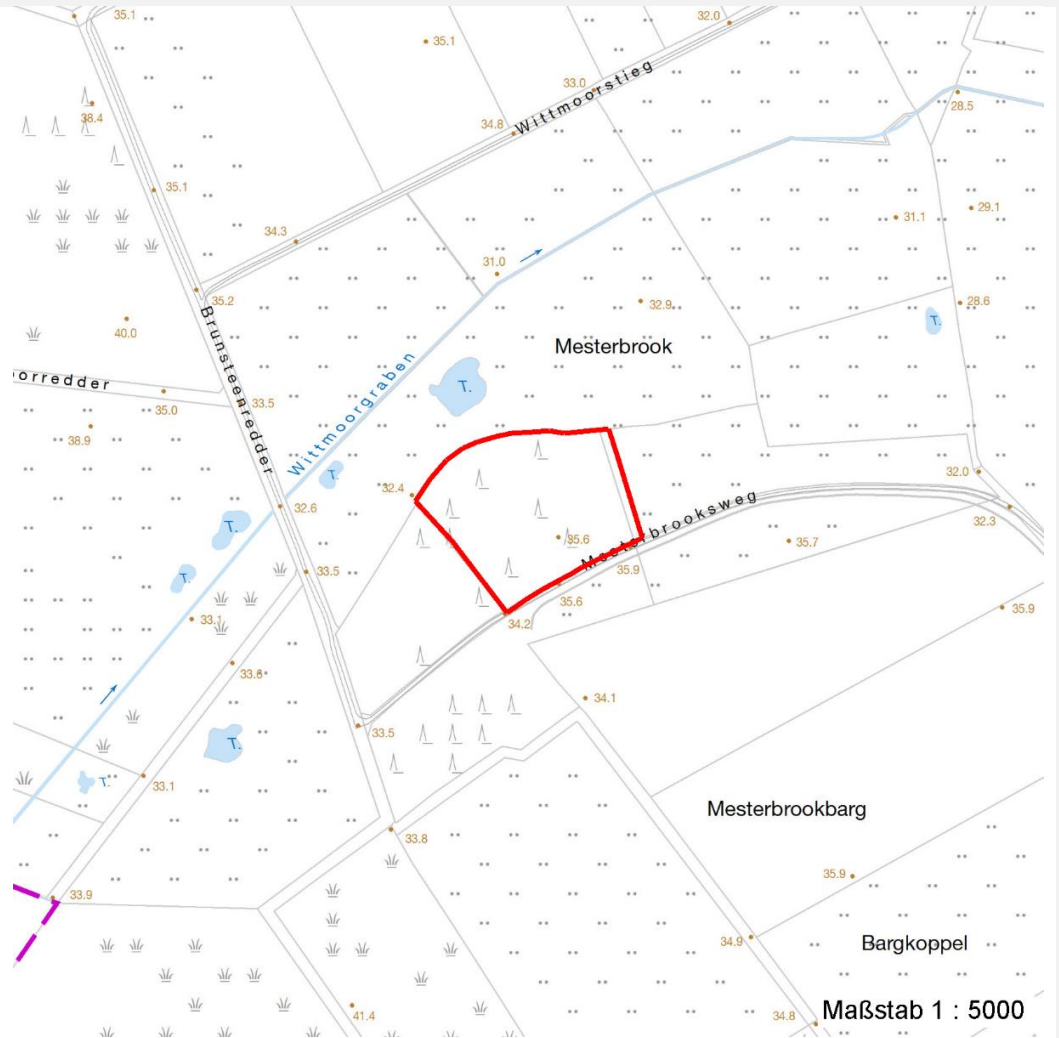 35.1
35.1
32.0
Wittmoorstieg
33.0
38.4
34.8
28.5
35.1
29.1
31.1
34.3
31.0
35.2
32.9
28.6
40.0
T.
Brunsteenredder
Mesterbrook
Wittmoorgraben
orredder
T.
35.0
33.5
38.9
32.0
T.
32.4
Mesterbrooksweg
32.6
32.3
T.
35.6
35.7
35.9
33.5
T.
35.6
35.9
33.1
34.2
33.6
34.1
33.5
T.
T.
33.1
Mesterbrookbarg
33.8
35.9
33.9
34.9
Bargkoppel
41.4
34.8
Maßstab 1 : 5000